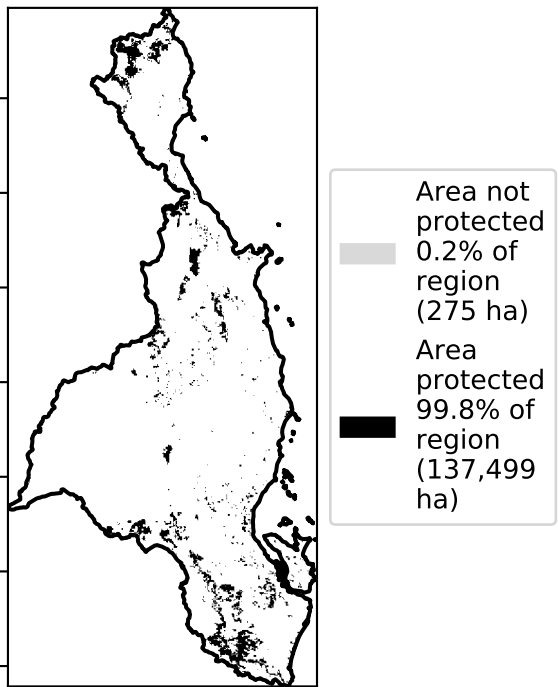 Area not
protected
0.2% of
region
(275 ha)
Area
protected
99.8% of
region
(137,499
ha)